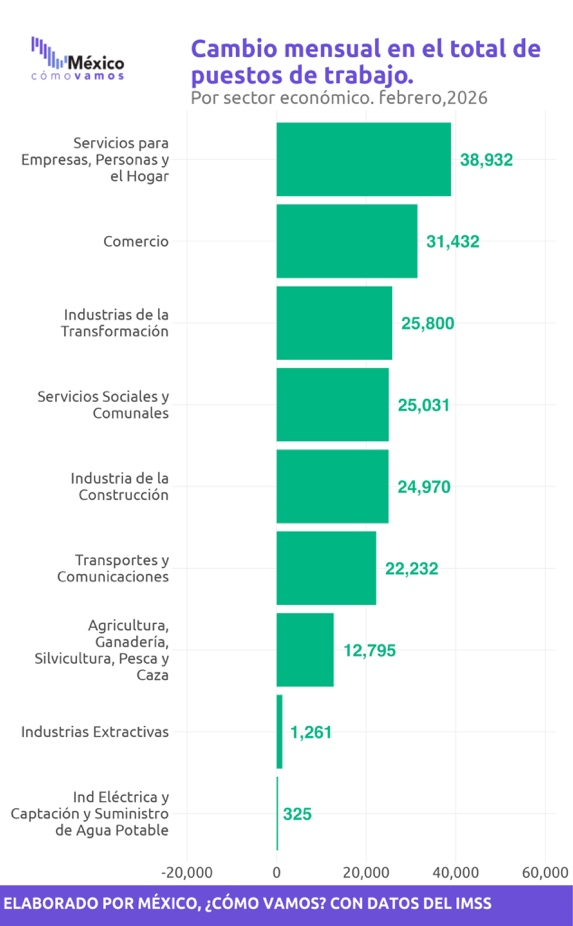 México
cómovamos
Cambio mensual en el total de
puestos de trabajo.
Por sector económico. febrero,2026
Servicios para
Empresas, Personas y
el Hogar
38,932
Comercio
31,432
Industrias de la
Transformación
25,800
Servicios Sociales y
Comunales
25,031
Industria de la
Construcción
24,970
Transportes y
Comunicaciones
22,232
Agricultura,
Ganadería,
Silvicultura, Pesca y
Caza
12,795
Industrias Extractivas
1,261
Ind Eléctrica y
Captación y Suministro
de Agua Potable
325
-20,000 0 20,000 40,000 60,000
ELABORADO POR MÉXICO, ¿CÓMO VAMOS? CON DATOS DEL IMSS